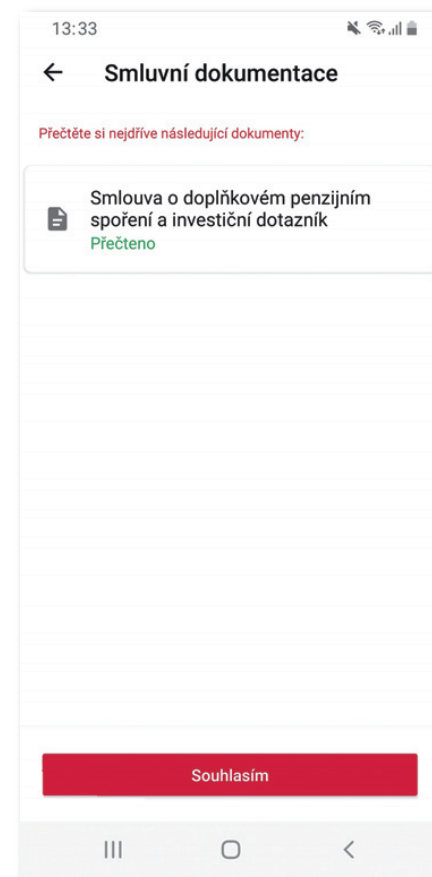 13:33
Smluvní dokumentace
Přečtěte si nejdříve následující dokumenty:
Smlouva o doplňkovém penzijním
spoření a investiční dotazník
Přečteno
Souhlasím